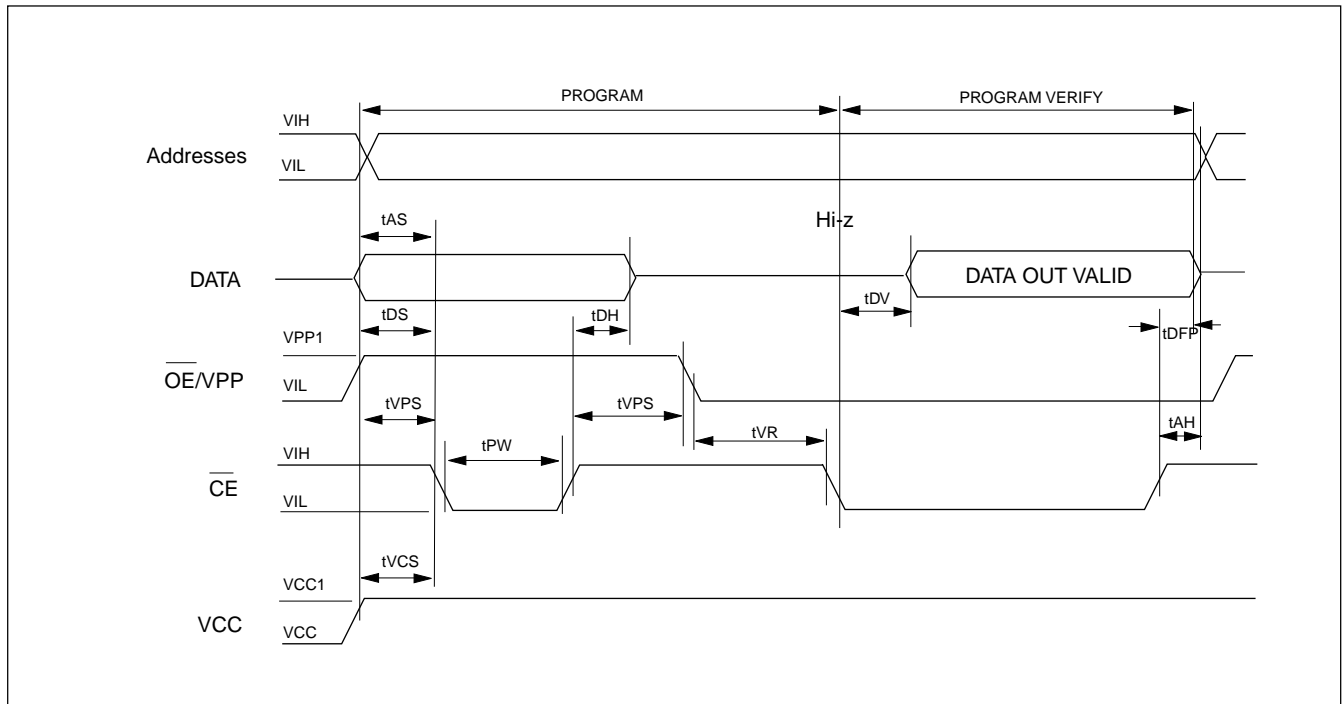 PROGRAM
PROGRAM VERIFY
VIH
Addresses
VIL
tAS
Hi-z
DATA
DATA OUT VALID
tDS
tDH
tDV
tDFP
VPP1
OE/VPP
VIL
tVPS
tVPS
tVR
tAH
tPW
VIH
CE
VIL
tVCS
VCC1
VCC
VCC